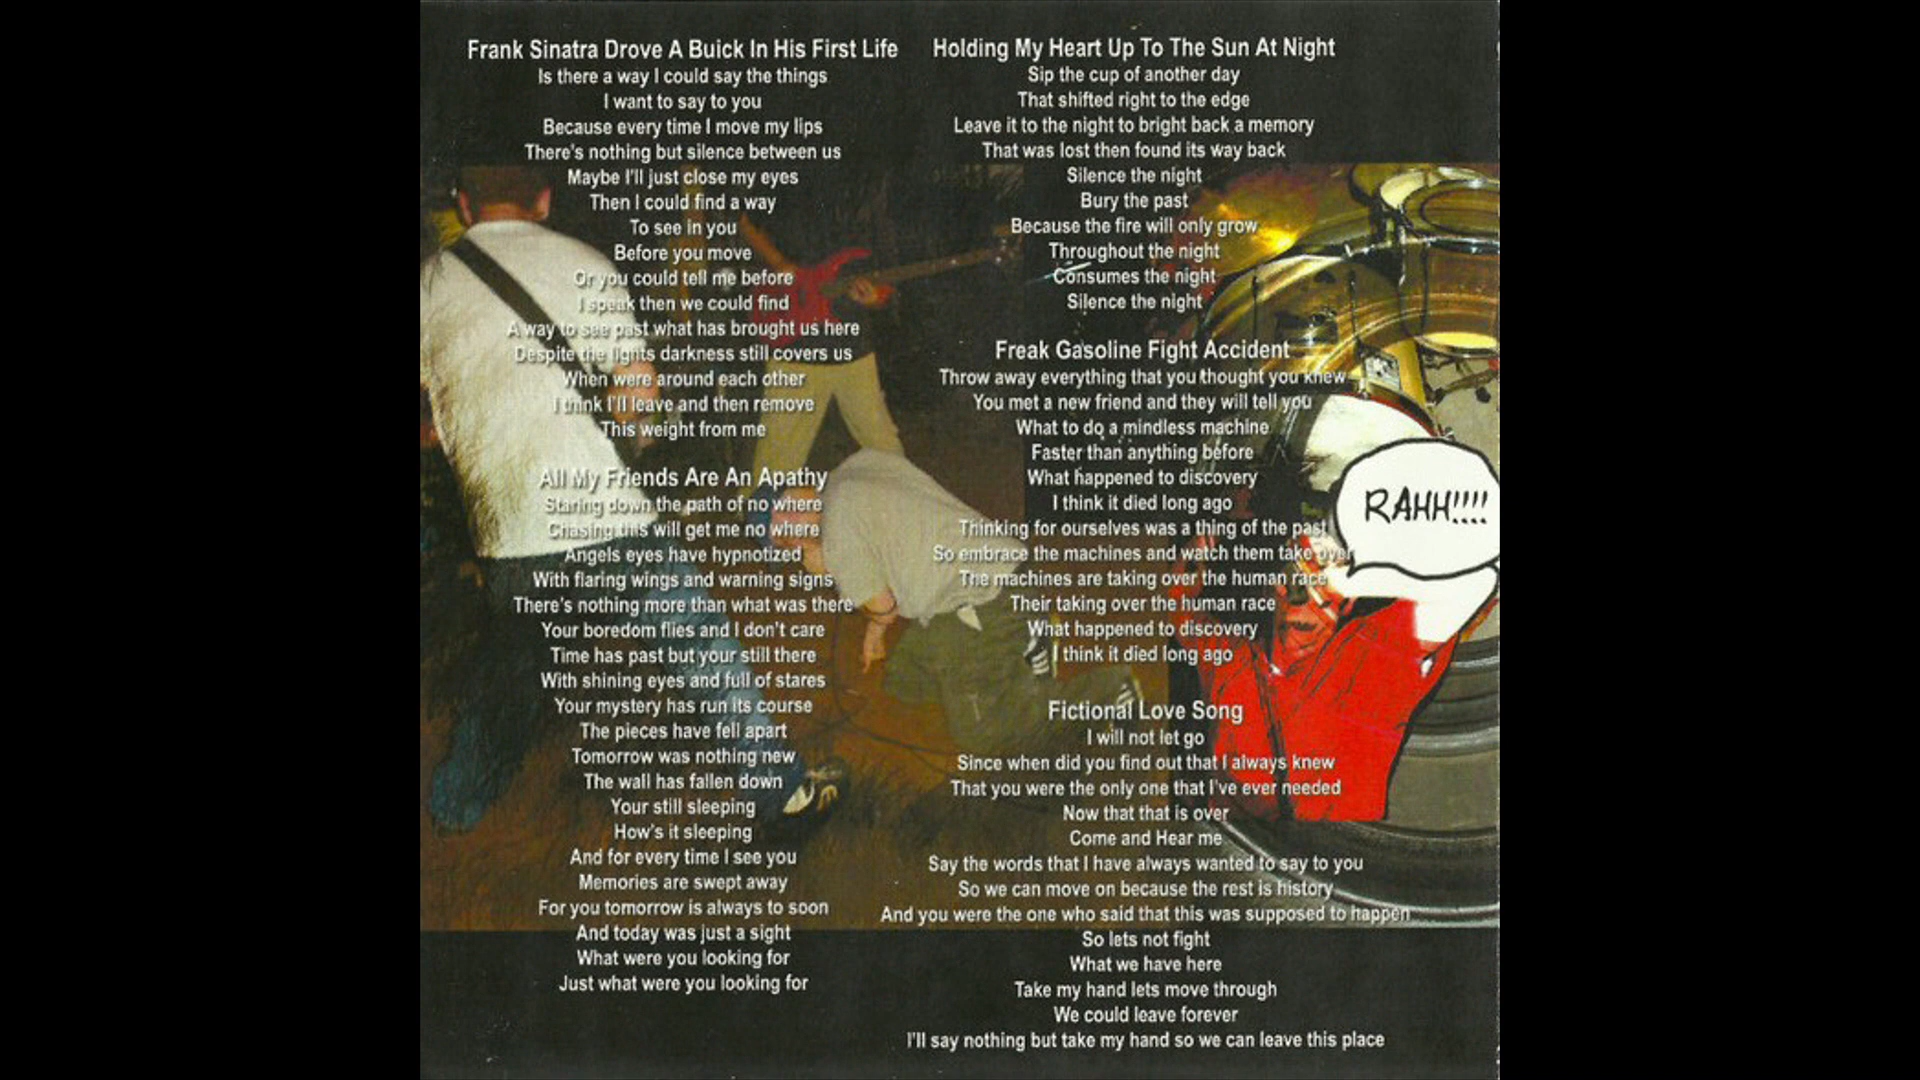 Frank Sinatra Drove A Buick In His First Life
Is there a way I could say the things
I want to say to you
Because every time I move my lips
There's nothing but silence between us
Maybe I'll just close my eyes
Then I could find a way
To see in you
Before you move
Or you could tell me before
I speak then we could find
A way to see past what has brought us here
Despite the lights darkness still covers us
When were around each other
I think I'll leave and then remove
This weight from me
All My Friends Are An Apathy
Staring down the path of no where
Chasing this will get me no where
Angels eyes have hypnotized
With flaring wings and warning signs
There's nothing more than what was there
Your boredom flies and I don't care
Time has past but your still there
With shining eyes and full of stares
Your mystery has run its course
The pieces have fell apart
Tomorrow was nothing new
The wall has fallen down
Your still sleeping
How's it sleeping
And for every time I see you
Memories are swept away
For you tomorrow is always to soon
And today was just a sight
What were you looking for
Just what were you looking for
Holding My Heart Up To The Sun At Night
Sip the cup of another day
That shifted right to the edge
Leave it to the night to bright back a memory
That was lost then found its way back
Silence the night
Bury the past
Because the fire will only grow
Throughout the night
Consumes the night
Silence the night
Freak Gasoline Fight Accident
Throw away everything that you thought you knew
You met a new friend and they will tell you
What to do a mindless machine
Faster than anything before
What happened to discovery
I think it died long ago
Thinking for ourselves was a thing of the past
So embrace the machines and watch them take over
The machines are taking over the human race
Their taking over the human race
What happened to discovery
I think it died long ago
Fictional Love Song
I will not let go
Since when did you find out that I always knew
That you were the only one that I've ever needed
Now that that is over
Come and Hear me
Say the words that I have always wanted to say to you
So we can move on because the rest is history
And you were the one who said that this was supposed to happen
So lets not fight
What we have here
Take my hand lets move through
We could leave forever
I'll say nothing but take my hand so we can leave this place
RAHH!!!!